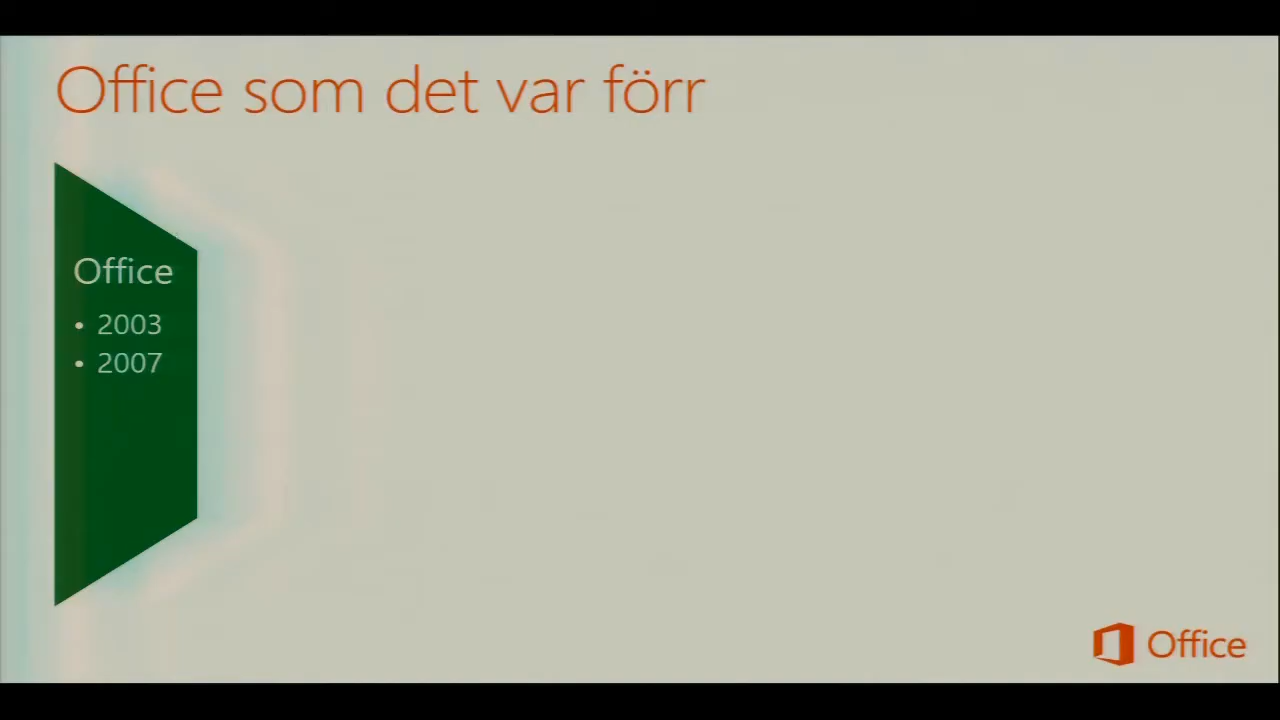 Office som det var förr
Office
• 2003
• 2007
Office